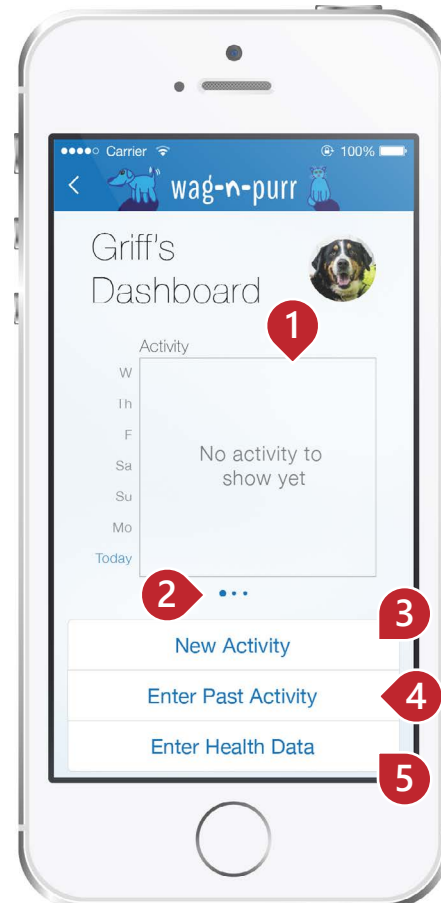 Carrier 100%
wag-n-purr
Griff's
Dashboard
1
Activity
W
Th
F
Sa
Su
Mo
Today
No activity to
show yet
2
3
New Activity
4
Enter Past Activity
Enter Health Data
5